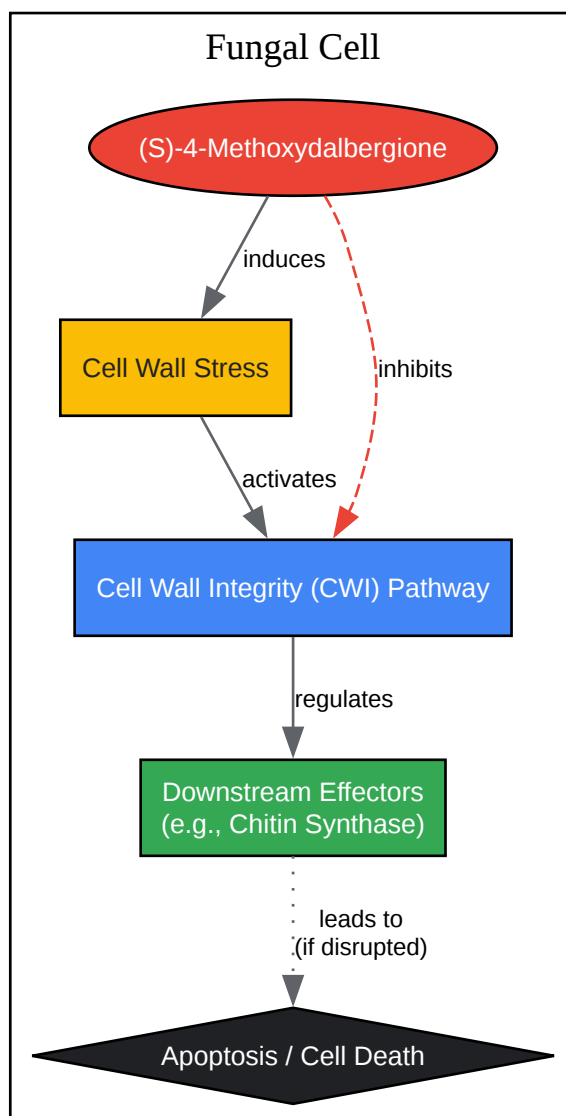 Fungal Cell
(S)-4-Methoxydalbergione
induces
inhibits
Cell Wall Stress
activates
Cell Wall Integrity (CWI) Pathway
regulates
Downstream Effectors
(e.g., Chitin Synthase)
leads to
(if disrupted)
Apoptosis / Cell Death